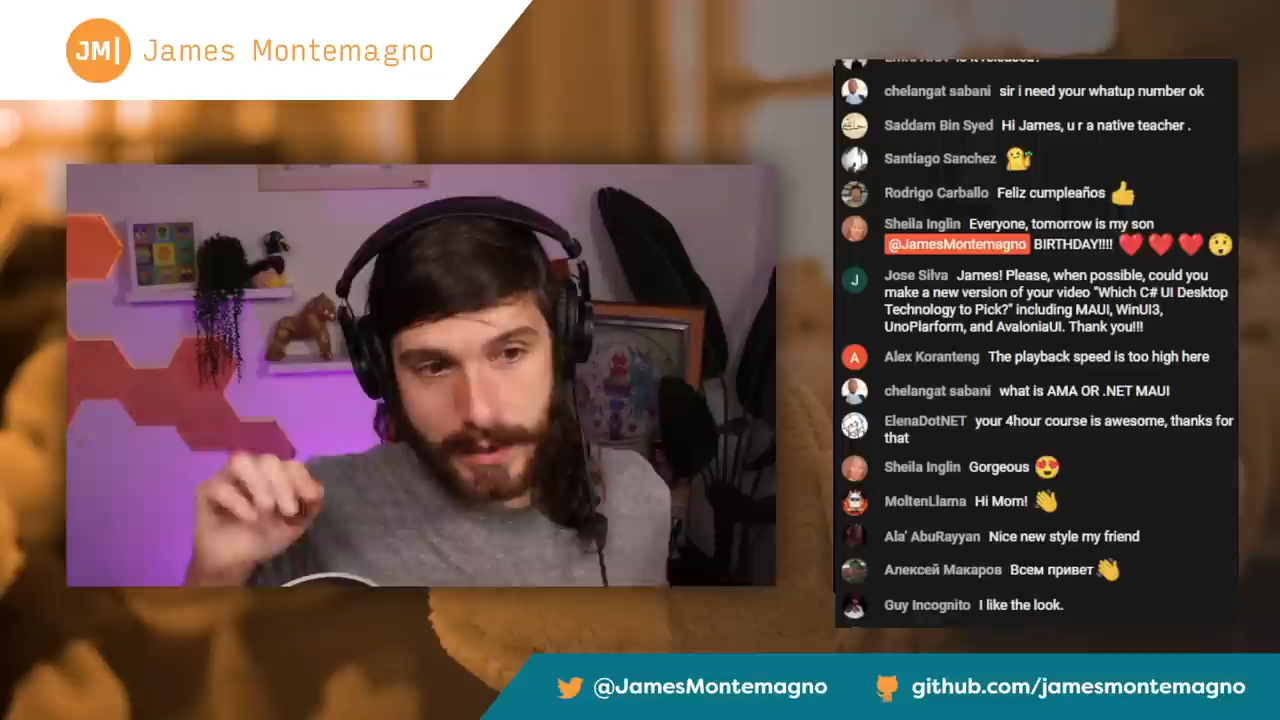 JM|
James Montemagno
chelangat sabani sir i need your whatup number ok
Saddam Bin Syed Hi James, u r a native teacher .
Santiago Sanchez
Rodrigo Carballo Feliz cumpleaños 👍
Sheila Inglin Everyone, tomorrow is my son
@JamesMontemagno BIRTHDAY!!!! ❤️ ❤️ ❤️ 😲
J
Jose Silva James! Please, when possible, could you
make a new version of your video "Which C# UI Desktop
Technology to Pick?" including MAUI, WinUI3,
UnoPlarform, and AvaloniaUI. Thank you!!!
A
Alex Koranteng The playback speed is too high here
chelangat sabani what is AMA OR .NET MAUI
ElenaDotNET your 4hour course is awesome, thanks for
that
Sheila Inglin Gorgeous 😍
MoltenLlama Hi Mom! 👋
Ala' AbuRayyan Nice new style my friend
Алексей Макаров Всем привет 👋
Guy Incognito I like the look.
@JamesMontemagno
github.com/jamesmontemagno